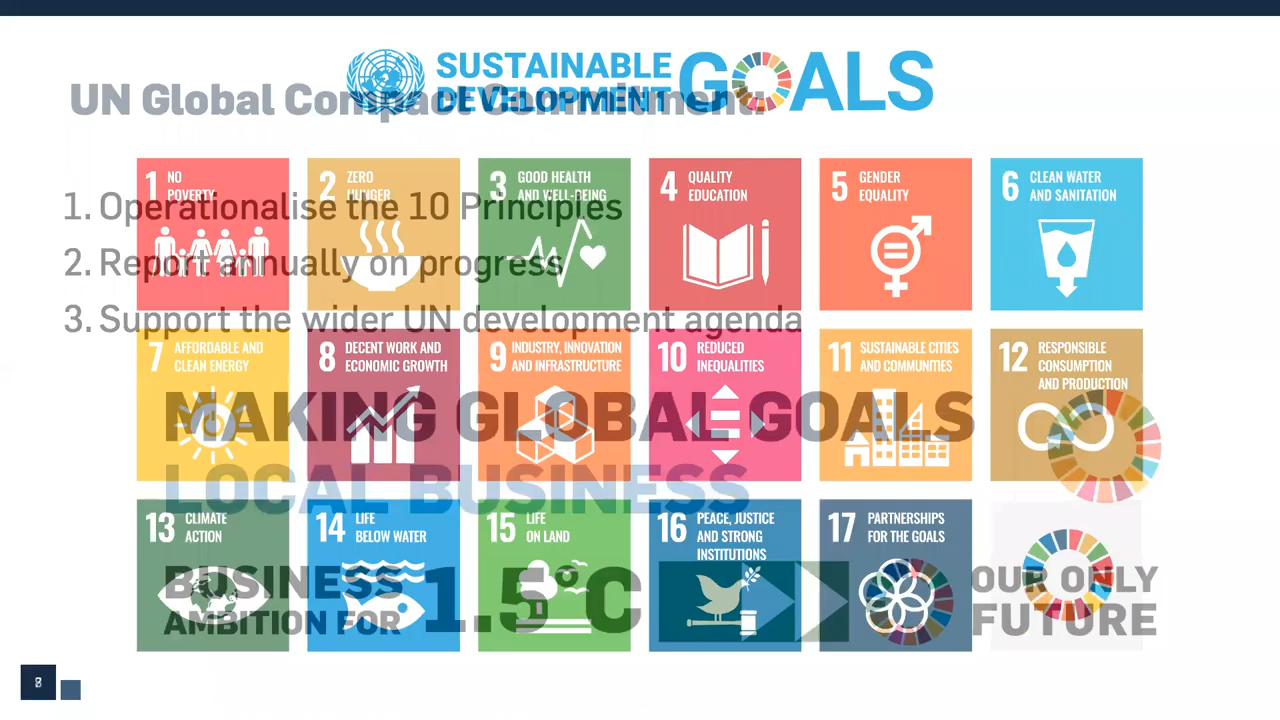 SUSTAINABLE
DEVELOPMENT GOALS
UN Global Compact Commitment:
1 NO
POVERTY
2 ZERO
HUNGER
3 GOOD HEALTH
AND WELL-BEING
4 QUALITY
EDUCATION
5 GENDER
EQUALITY
6 CLEAN WATER
AND SANITATION
1. Operationalise the 10 Principles
2. Report annually on progress
3. Support the wider UN development agenda
7 AFFORDABLE AND
CLEAN ENERGY
8 DECENT WORK AND
ECONOMIC GROWTH
9 INDUSTRY, INNOVATION
AND INFRASTRUCTURE
10 REDUCED
INEQUALITIES
11 SUSTAINABLE CITIES
AND COMMUNITIES
12 RESPONSIBLE
CONSUMPTION
AND PRODUCTION
MAKING GLOBAL GOALS
LOCAL BUSINESS
13 CLIMATE
ACTION
14 LIFE
BELOW WATER
15 LIFE
ON LAND
16 PEACE, JUSTICE
AND STRONG
INSTITUTIONS
17 PARTNERSHIPS
FOR THE GOALS
BUSINESS
AMBITION FOR 1.5°C
OUR ONLY
FUTURE